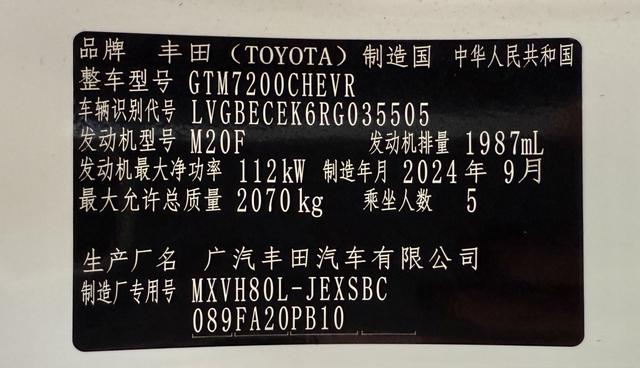 品牌 丰田（TOYOTA）制造国 中华人民共和国
整车型号 GTM7200CHEVR
车辆识别代号 LVGBECEK6RG035505
发动机型号 M20F 发动机排量 1987mL
发动机最大净功率 112kW 制造年月 2024年 9月
最大允许总质量 2070kg 乘坐人数 5
生产厂名 广汽丰田汽车有限公司
制造厂专用号 MXVH80L-JEXSBC
089FA20PB10